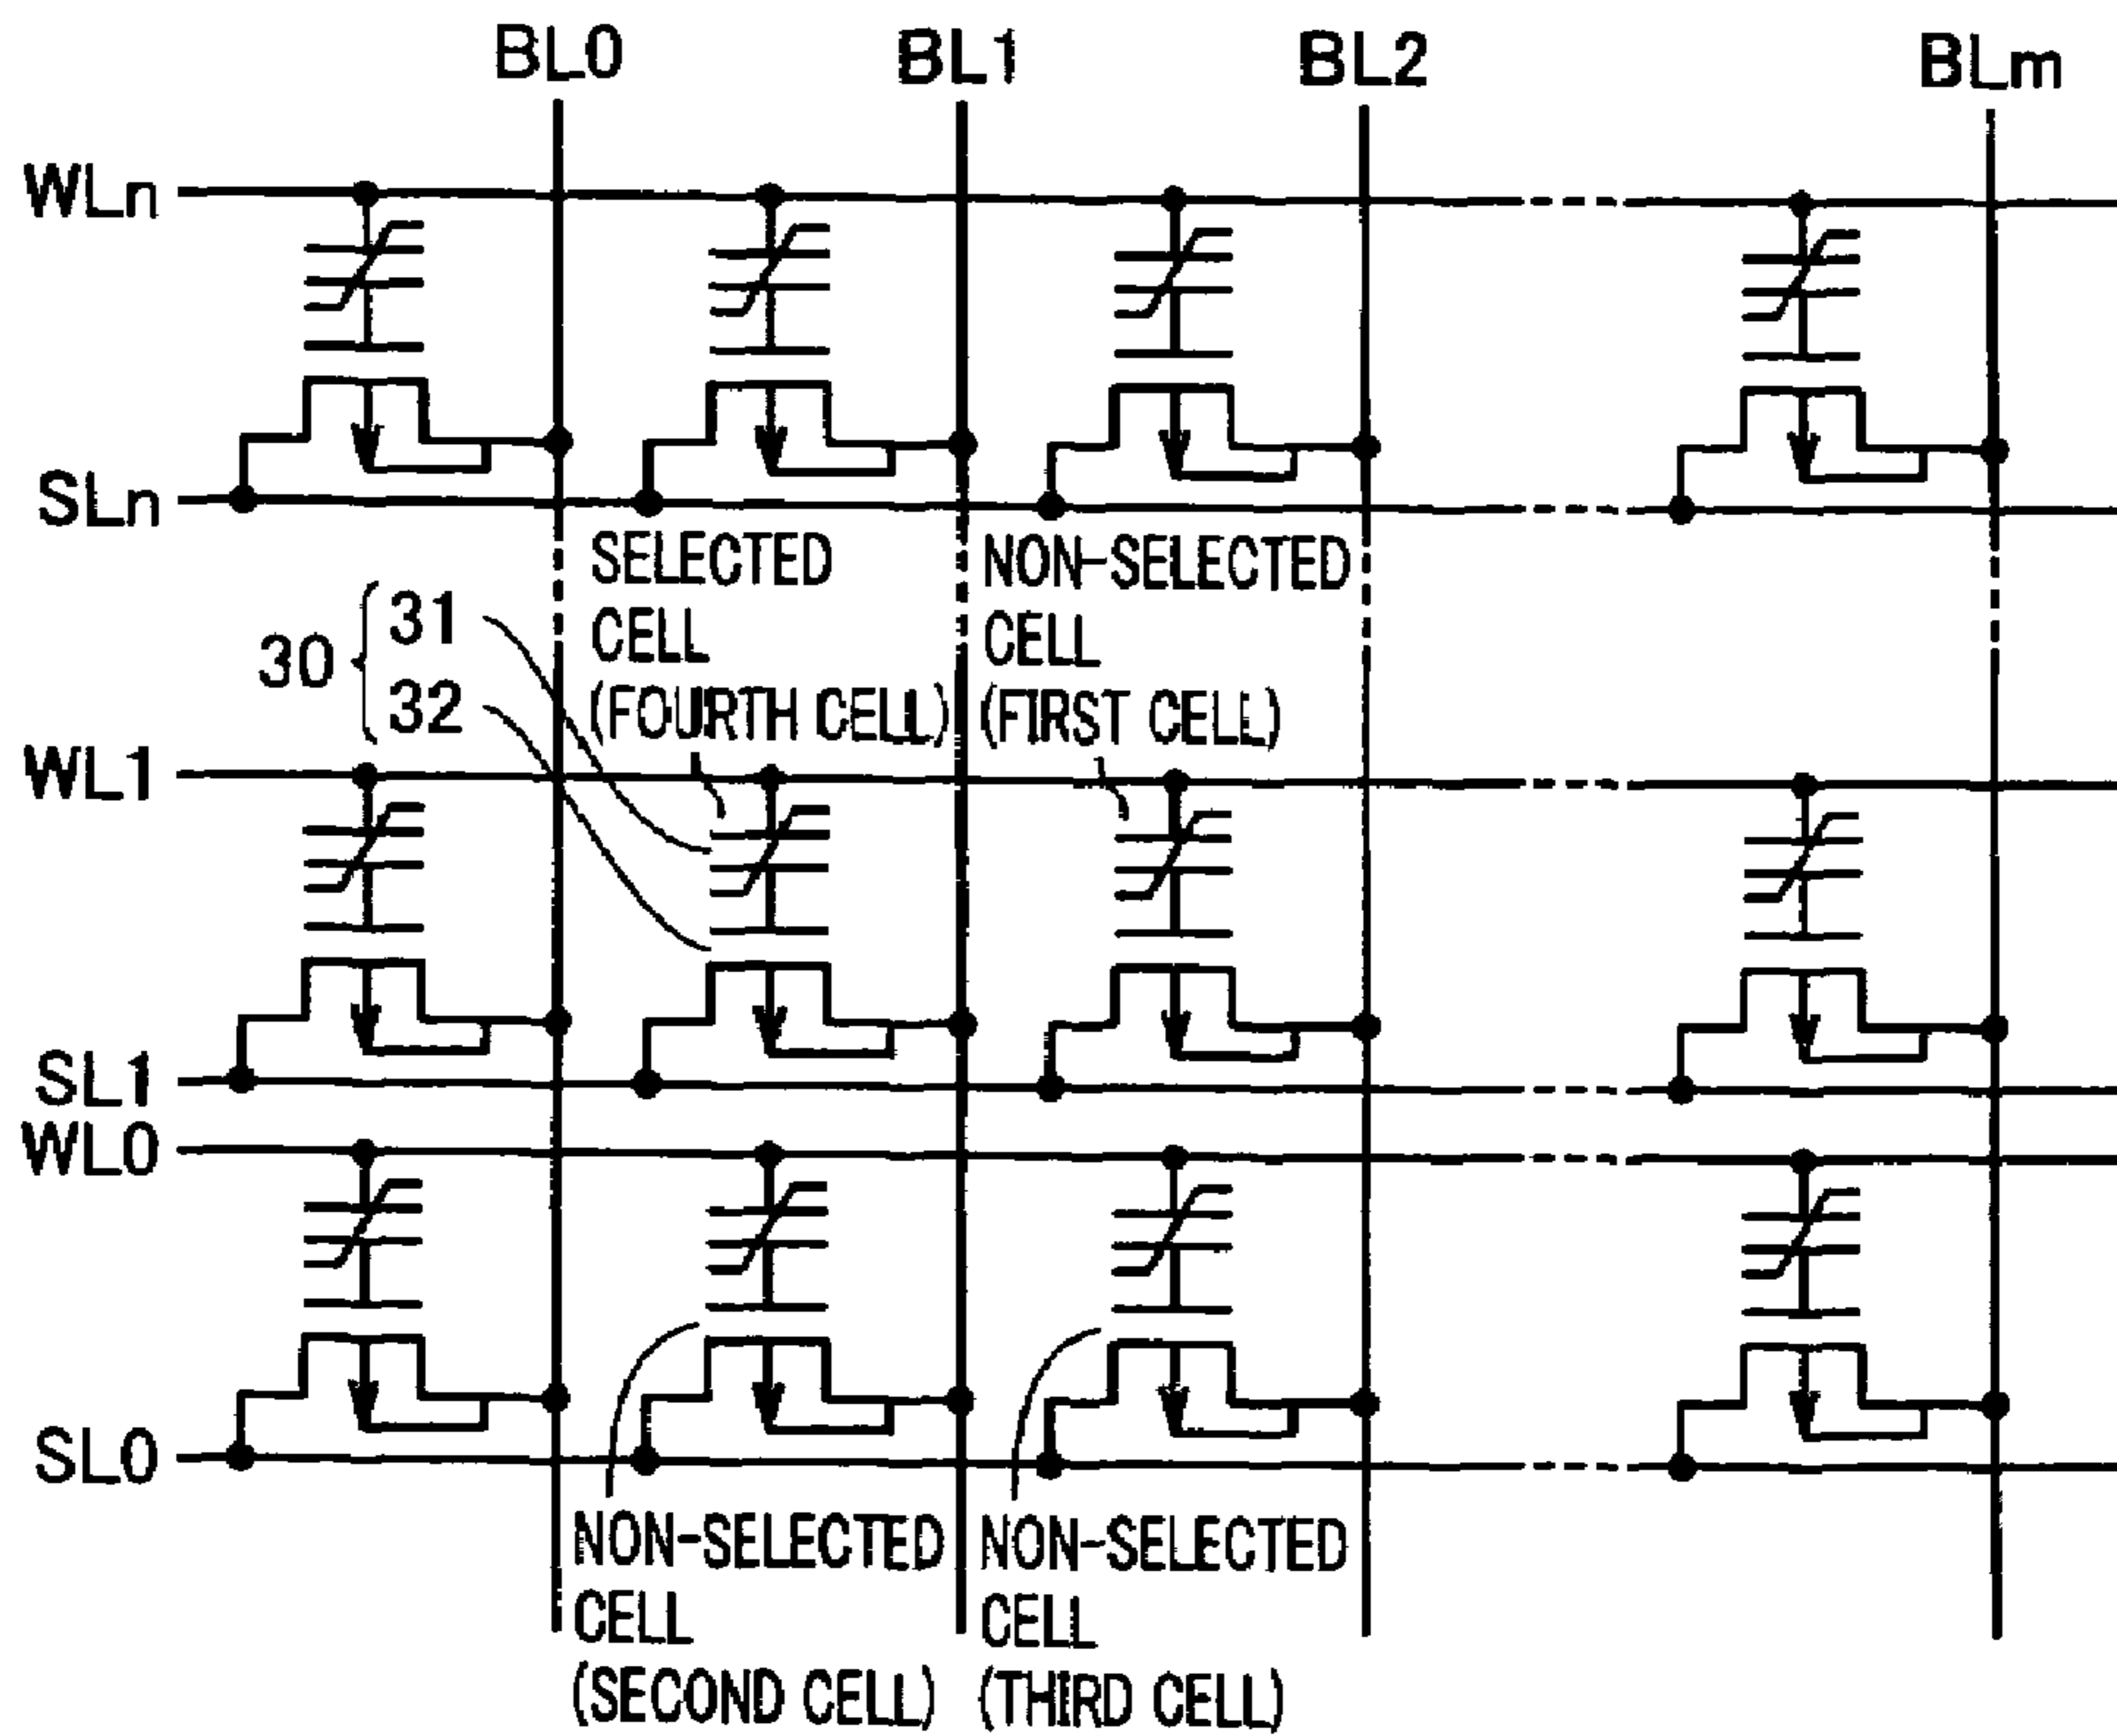 BL0 BL1 BL2 BLm
WLn
SLn
SELECTED
CELL
(FOURTH CELL)
NON-SELECTED
CELL
(FIRST CELL)
30
31
32
WL1
SL1
WL0
SL0
NON-SELECTED
CELL
(SECOND CELL)
NON-SELECTED
CELL
(THIRD CELL)